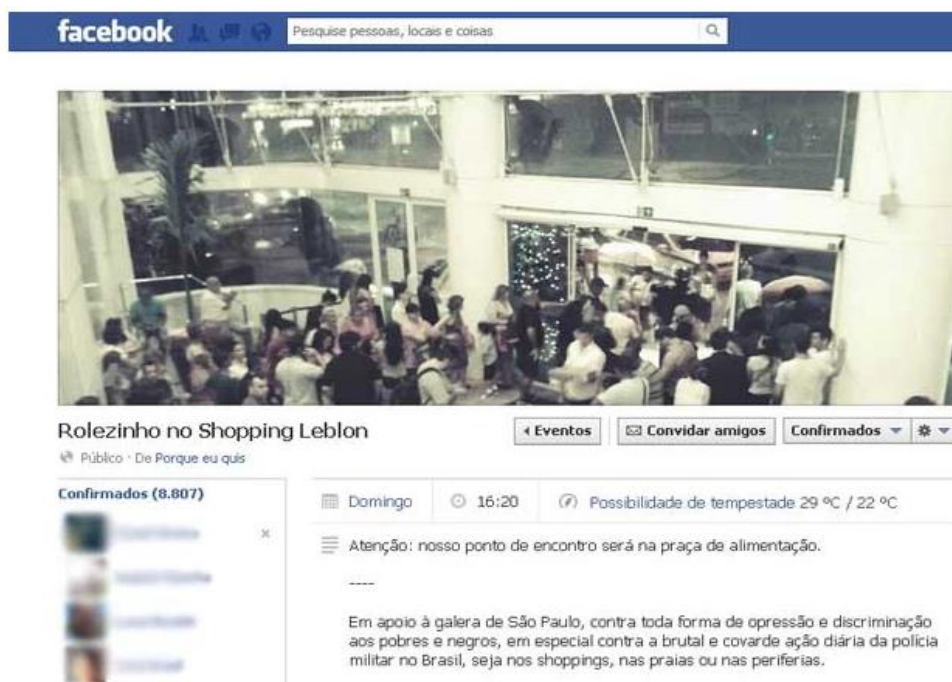 facebook
Pesquise pessoas, locais e coisas
Rolezinho no Shopping Leblon
Eventos
Convidar amigos
Confirmados
Público · De Porque eu quis
Confirmados (8.807)
Domingo
16:20
Possibilidade de tempestade 29 ºC / 22 ºC
Atenção: nosso ponto de encontro será na praça de alimentação.
----
Em apoio à galera de São Paulo, contra toda forma de opressão e discriminação
aos pobres e negros, em especial contra a brutal e covarde ação diária da polícia
militar no Brasil, seja nos shoppings, nas praias ou nas periferias.